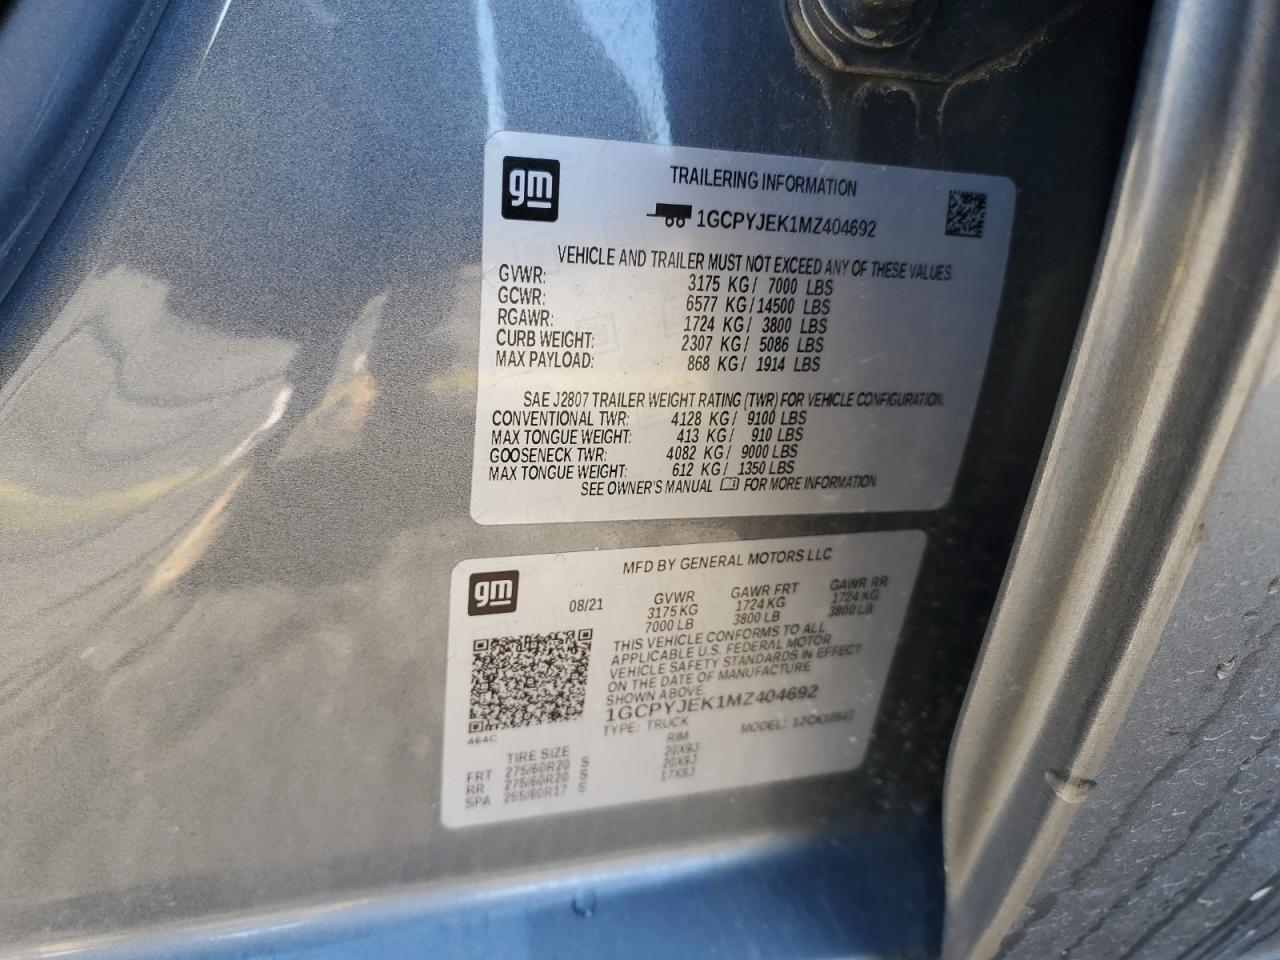 gm
TRAILERING INFORMATION
1GCPYJEK1MZ404692
VEHICLE AND TRAILER MUST NOT EXCEED ANY OF THESE VALUES
GVWR: 3175 KG/ 7000 LBS
GCWR: 6577 KG/14500 LBS
RGAWR: 1724 KG/ 3800 LBS
CURB WEIGHT: 2307 KG/ 5086 LBS
MAX PAYLOAD: 868 KG/ 1914 LBS
SAE J2807 TRAILER WEIGHT RATING (TWR) FOR VEHICLE CONFIGURATION.
CONVENTIONAL TWR: 4128 KG/ 9100 LBS
MAX TONGUE WEIGHT: 413 KG/ 910 LBS
GOOSENECK TWR: 4082 KG/ 9000 LBS
MAX TONGUE WEIGHT: 612 KG/ 1350 LBS
SEE OWNER'S MANUAL FOR MORE INFORMATION
gm
MFD BY GENERAL MOTORS LLC
08/21 GVWR GAWR FRT GAWR RR
3175 KG 1724 KG 1724 KG
7000 LB 3800 LB 3800 LB
THIS VEHICLE CONFORMS TO ALL
APPLICABLE U.S. FEDERAL MOTOR
VEHICLE SAFETY STANDARDS IN EFFECT
ON THE DATE OF MANUFACTURE
SHOWN ABOVE.
1GCPYJEK1MZ404692
TYPE: TRUCK MODEL:
464C
TIRE SIZE RIM
FRT 275/60R20 S 20X9J
RR 275/60R20 S 20X9J
SPA 255/80R17 S 17X8J